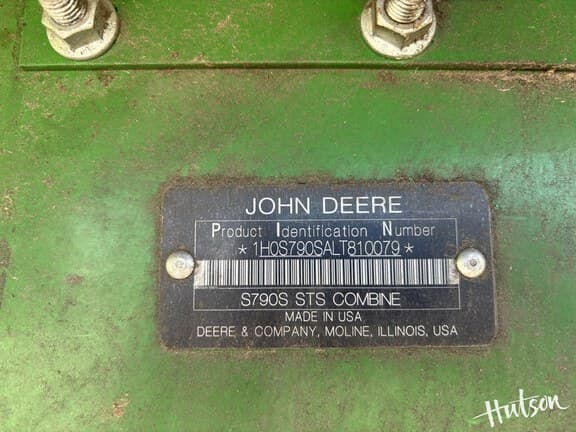 JOHN DEERE
Product Identification Number
*1H0S790SALT810079*
S790S STS COMBINE
MADE IN USA
DEERE & COMPANY, MOLINE, ILLINOIS, USA
Hutson